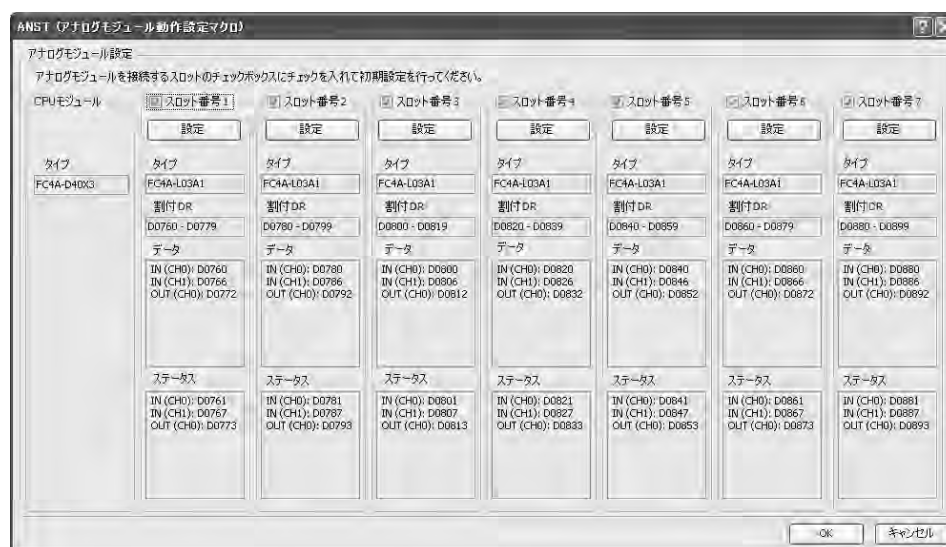 ANST (アナログモジュール動作設定マクロ)
アナログモジュール設定
アナログモジュールを接続するスロットのチェックボックスにチェックを入れて初期設定を行ってください。
CPUモジュール
スロット番号1 スロット番号2 スロット番号3 スロット番号4 スロット番号5 スロット番号6 スロット番号7
設定 設定 設定 設定 設定 設定 設定
タイプ タイプ タイプ タイプ タイプ タイプ タイプ タイプ
FC4A-D40X3 FC4A-L03A1 FC4A-L03A1 FC4A-L03A1 FC4A-L03A1 FC4A-L03A1 FC4A-L03A1 FC4A-L03A1
割付DR 割付DR 割付DR 割付DR 割付DR 割付DR 割付DR
D0760 - D0779 D0780 - D0799 D0800 - D0819 D0820 - D0839 D0840 - D0859 D0860 - D0879 D0880 - D0899
データ データ データ データ データ データ データ
IN (CH0): D0760 IN (CH0): D0780 IN (CH0): D0800 IN (CH0): D0820 IN (CH0): D0840 IN (CH0): D0860 IN (CH0): D0880
IN (CH1): D0766 IN (CH1): D0786 IN (CH1): D0806 IN (CH1): D0826 IN (CH1): D0846 IN (CH1): D0866 IN (CH1): D0886
OUT (CH0): D0772 OUT (CH0): D0792 OUT (CH0): D0812 OUT (CH0): D0832 OUT (CH0): D0852 OUT (CH0): D0872 OUT (CH0): D0892
ステータス ステータス ステータス ステータス ステータス ステータス ステータス
IN (CH0): D0761 IN (CH0): D0781 IN (CH0): D0801 IN (CH0): D0821 IN (CH0): D0841 IN (CH0): D0861 IN (CH0): D0881
IN (CH1): D0767 IN (CH1): D0787 IN (CH1): D0807 IN (CH1): D0827 IN (CH1): D0847 IN (CH1): D0867 IN (CH1): D0887
OUT (CH0): D0773 OUT (CH0): D0793 OUT (CH0): D0813 OUT (CH0): D0833 OUT (CH0): D0853 OUT (CH0): D0873 OUT (CH0): D0893
OK キャンセル